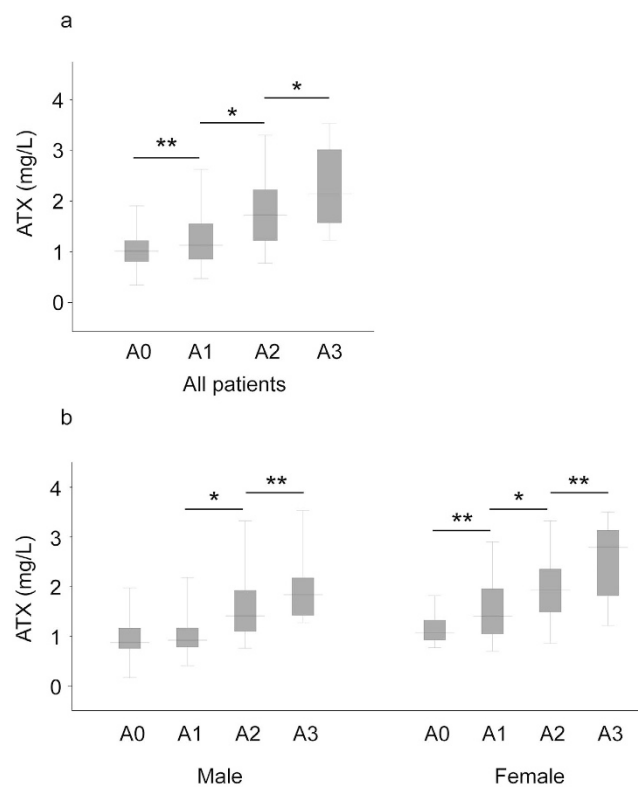 a
ATX (mg/L)
4
3
2
1
0
**
*
*
A0 A1 A2 A3
All patients
b
ATX (mg/L)
4
3
2
1
0
*
**
**
*
**
A0 A1 A2 A3 A0 A1 A2 A3
Male Female